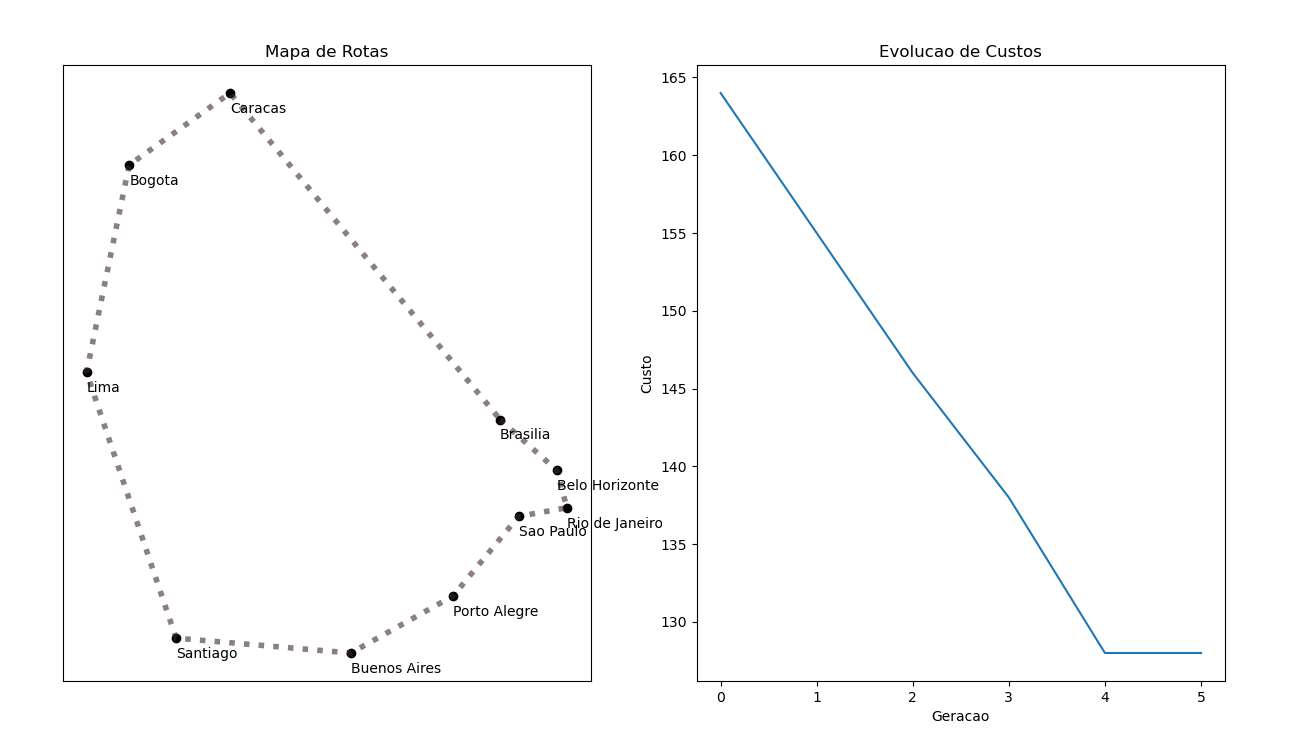 Mapa de Rotas
Caracas
Bogota
Lima
Brasilia
Belo Horizonte
Rio de Janeiro
Sao Paulo
Porto Alegre
Santiago
Buenos Aires
Evolucao de Custos
165
160
155
150
145
140
135
130
Custo
0 1 2 3 4 5
Geracao